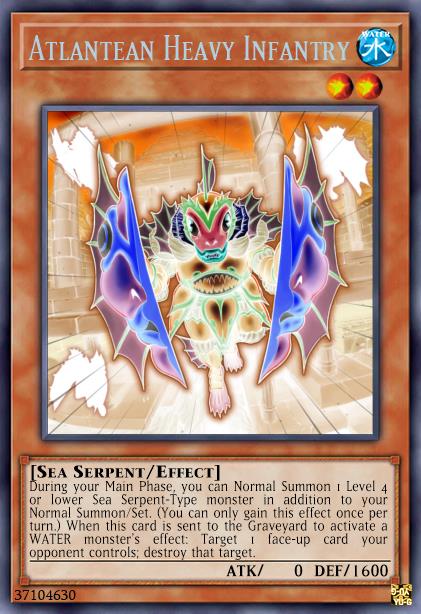 ATLANTEAN HEAVY INFANTRY
WATER
水
[SEA SERPENT/EFFECT]
During your Main Phase, you can Normal Summon 1 Level 4
or lower Sea Serpent-Type monster in addition to your
Normal Summon/Set. (You can only gain this effect once per
turn.) When this card is sent to the Graveyard to activate a
WATER monster's effect: Target 1 face-up card your
opponent controls; destroy that target.
ATK/ 0 DEF/1600
37104630